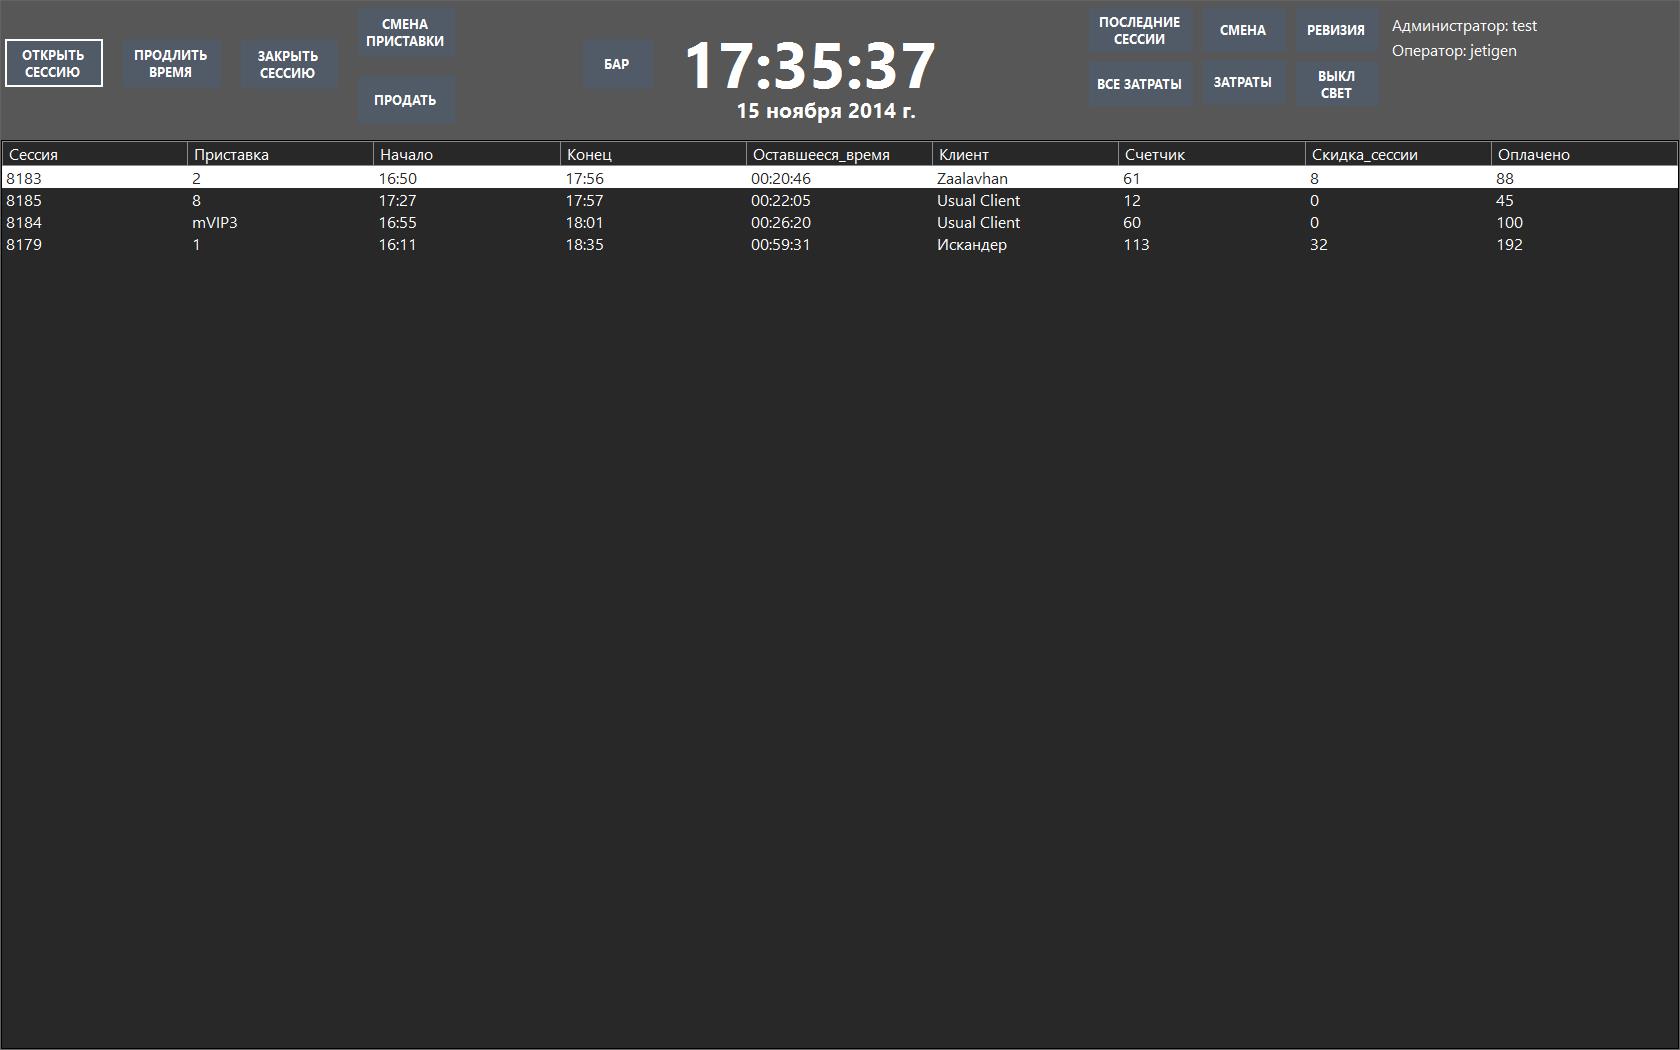 ОТКРЫТЬ
СЕССИЮ
ПРОДЛИТЬ
ВРЕМЯ
ЗАКРЫТЬ
СЕССИЮ
СМЕНА
ПРИСТАВКИ
ПРОДАТЬ
БАР
17:35:37
15 ноября 2014 г.
ПОСЛЕДНИЕ
СЕССИИ
СМЕНА
РЕВИЗИЯ
ВСЕ ЗАТРАТЫ
ЗАТРАТЫ
ВЫКЛ
СВЕТ
Администратор: test
Оператор: jetigen
Сессия Приставка Начало Конец Оставшееся_время Клиент Счетчик Скидка_сессии Оплачено
8183 2 16:50 17:56 00:20:46 Zaalavhan 61 8 88
8185 8 17:27 17:57 00:22:05 Usual Client 12 0 45
8184 mVIP3 16:55 18:01 00:26:20 Usual Client 60 0 100
8179 1 16:11 18:35 00:59:31 Искандер 113 32 192